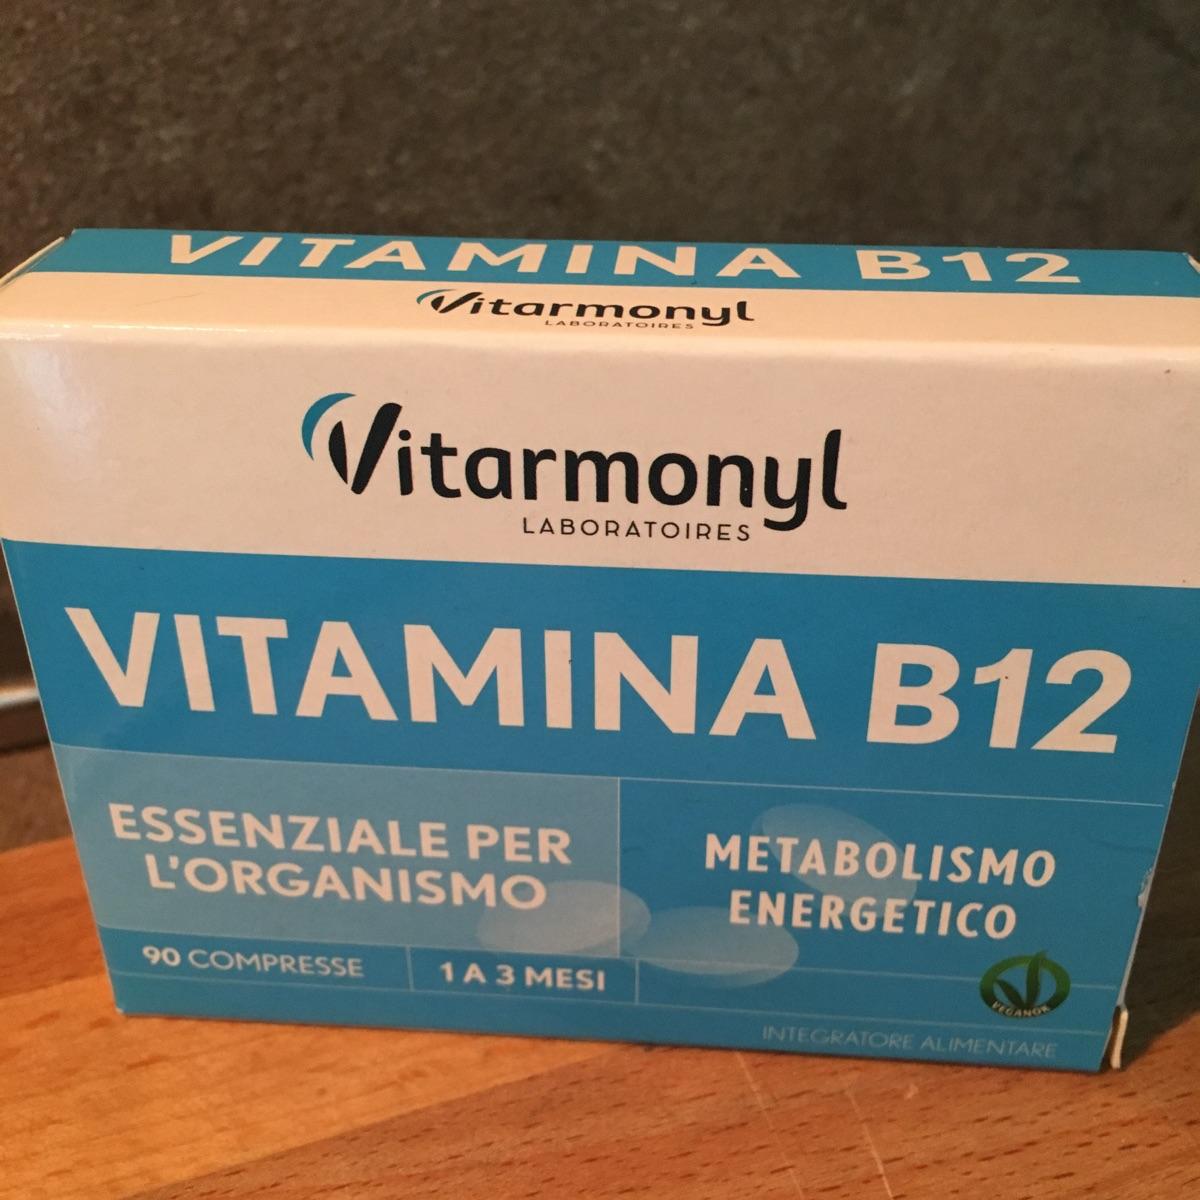 VITAMINA B12
Vitarmonyl
LABORATOIRES
Vitarmonyl
LABORATOIRES
VITAMINA B12
ESSENZIALE PER
L'ORGANISMO
METABOLISMO
ENERGETICO
90 COMPRESSE
1 A 3 MESI
VEGANOK
INTEGRATORE ALIMENTARE